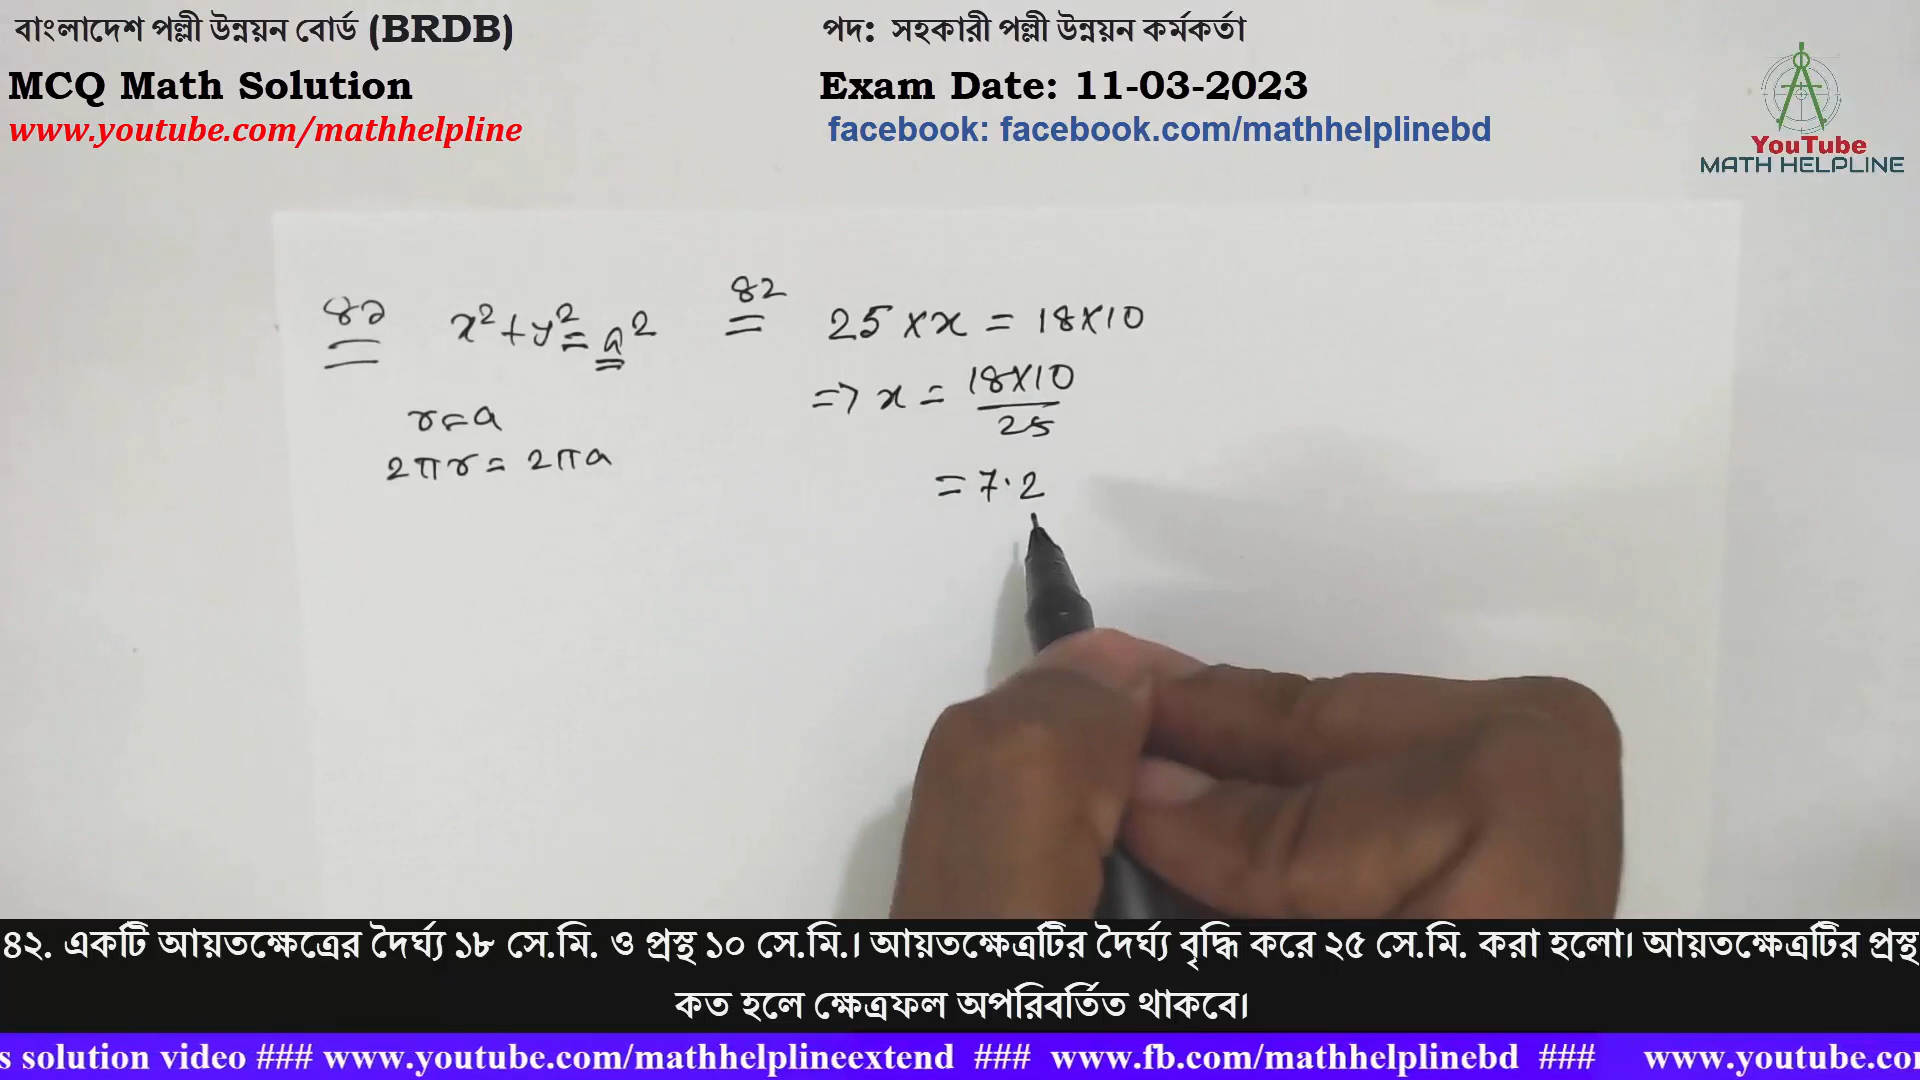 বাংলাদেশ পল্লী উন্নয়ন বোর্ড (BRDB)
পদ: সহকারী পল্লী উন্নয়ন কর্মকর্তা
MCQ Math Solution
Exam Date: 11-03-2023
www.youtube.com/mathhelpline
facebook: facebook.com/mathhelplinebd
YouTube
MATH HELPLINE
৪১ x²+y²=a²
r=a
2πr = 2πa
৪2 25 × x = 18×10
=> x = 18×10/25
= 7.2
৪২. একটি আয়তক্ষেত্রের দৈর্ঘ্য ১৮ সে.মি. ও প্রস্থ ১০ সে.মি.। আয়তক্ষেত্রটির দৈর্ঘ্য বৃদ্ধি করে ২৫ সে.মি. করা হলো। আয়তক্ষেত্রটির প্রস্থ
কত হলে ক্ষেত্রফল অপরিবর্তিত থাকবে।
s solution video ### www.youtube.com/mathhelplineextend ### www.fb.com/mathhelplinebd ### www.youtube.co